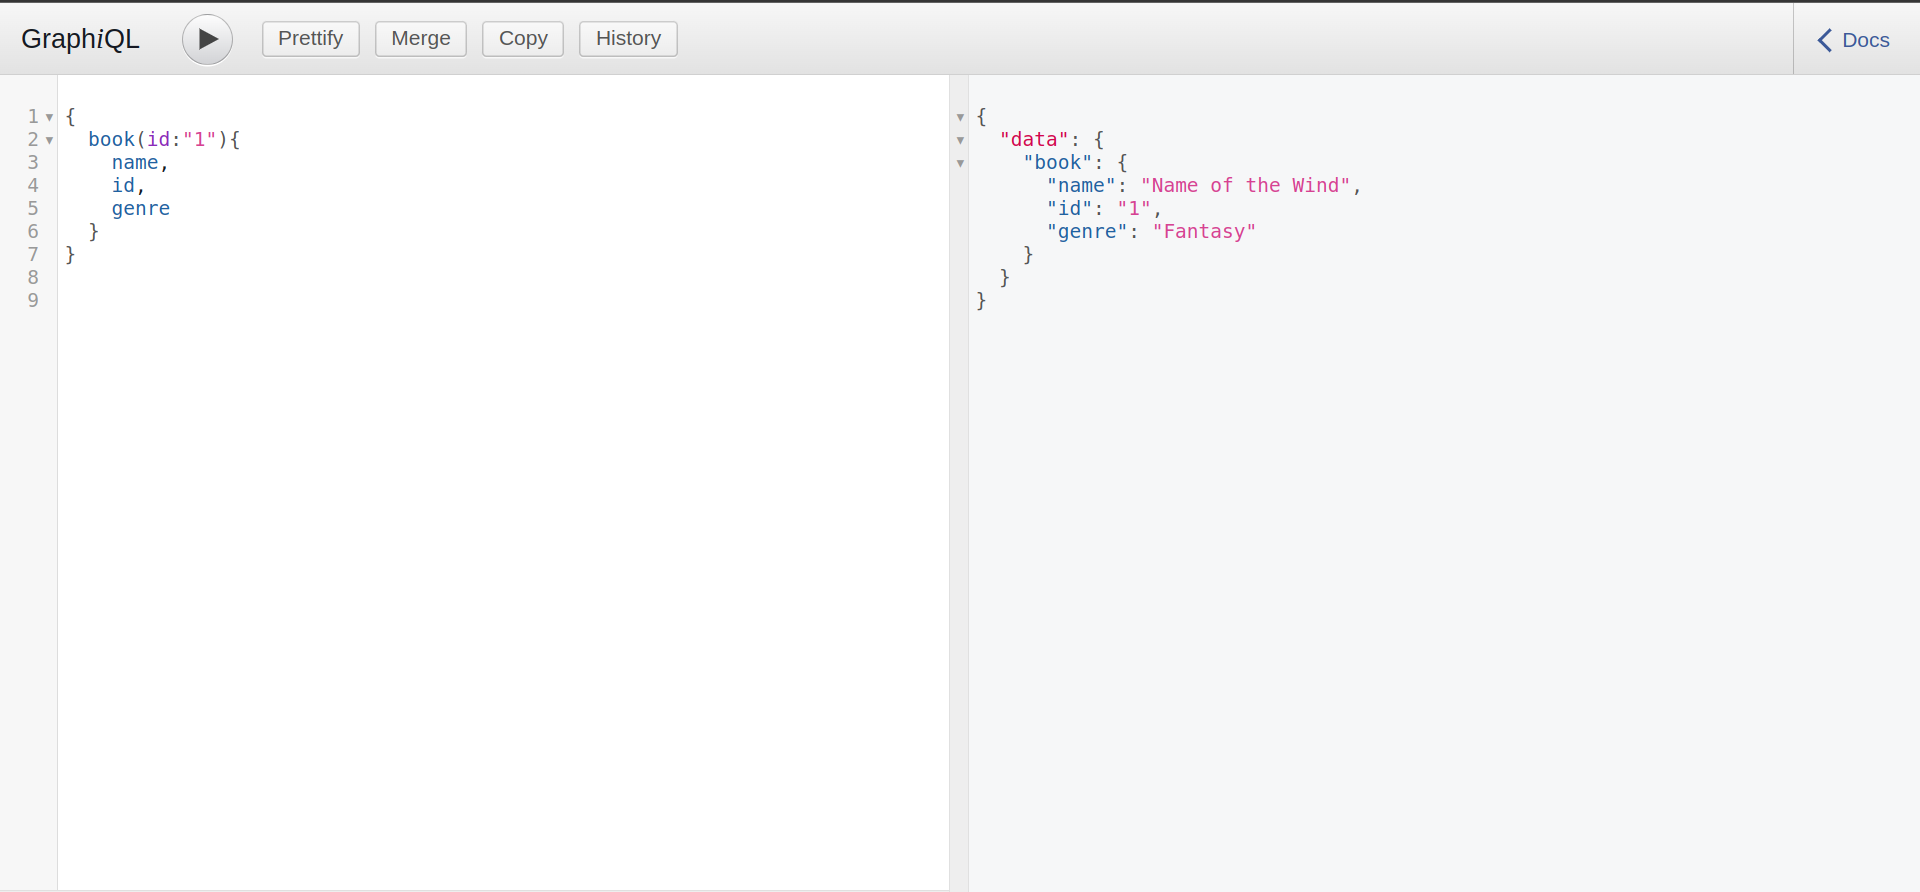 GraphiQL
Prettify
Merge
Copy
History
Docs
1 {
2   book(id:"1"){
3     name,
4     id,
5     genre
6   }
7 }
8
9
{
  "data": {
    "book": {
      "name": "Name of the Wind",
      "id": "1",
      "genre": "Fantasy"
    }
  }
}